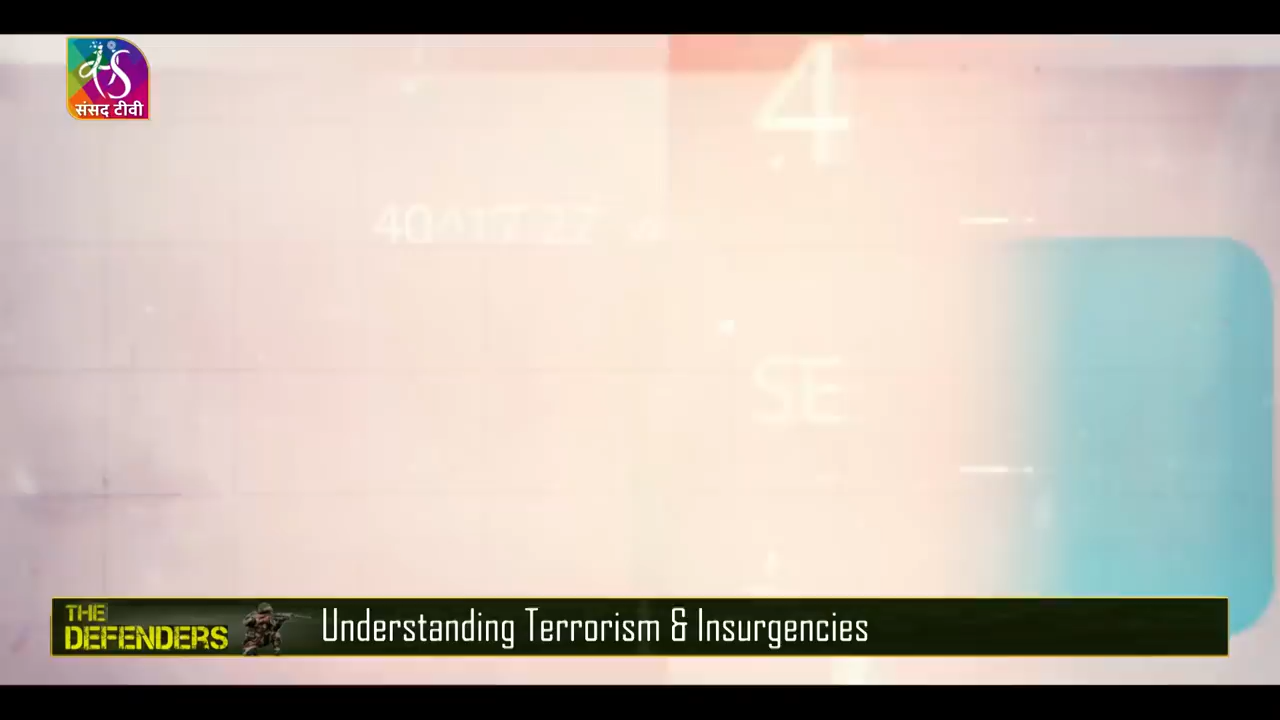 संसद टीवी
4
SE
THE
DEFENDERS
Understanding Terrorism & Insurgencies